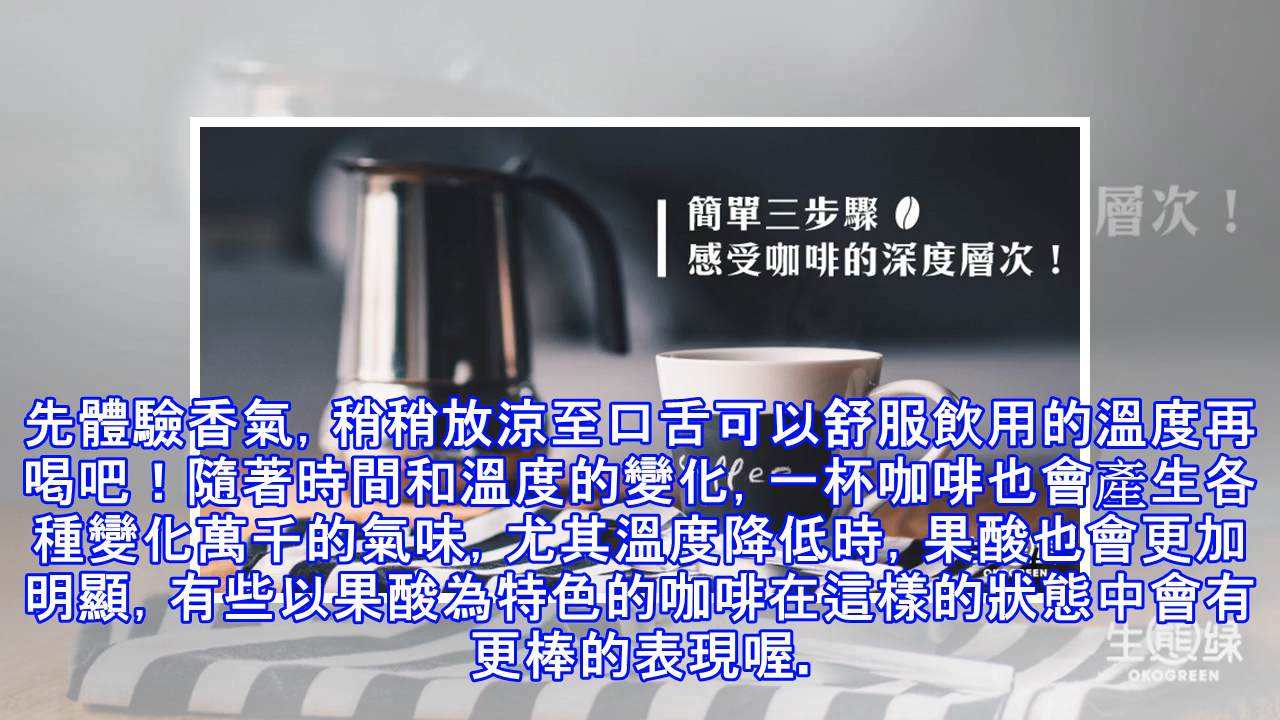 簡單三步驟
感受咖啡的深度層次！
層次！
先體驗香氣, 稍稍放涼至口舌可以舒服飲用的溫度再
喝吧！隨著時間和溫度的變化, 一杯咖啡也會產生各
種變化萬千的氣味, 尤其溫度降低時, 果酸也會更加
明顯, 有些以果酸為特色的咖啡在這樣的狀態中會有
更棒的表現喔.
生態綠
OKOGREEN